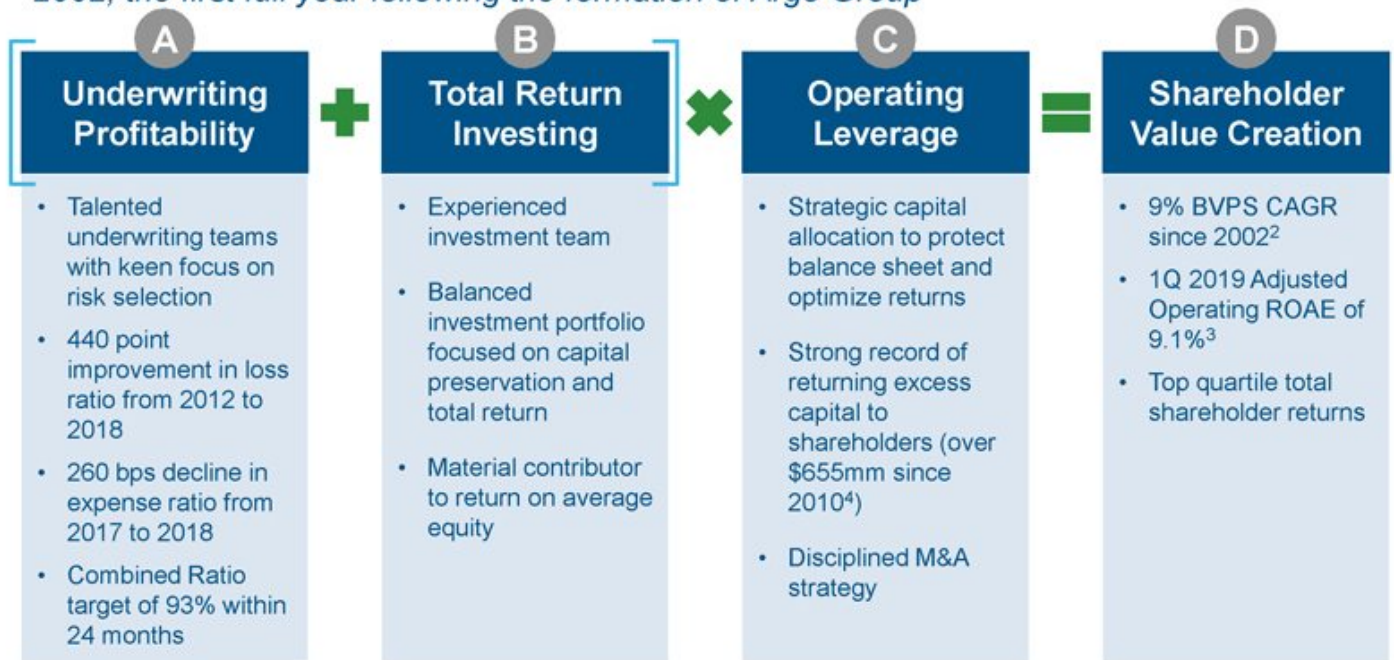 A
Underwriting
Profitability
• Talented
underwriting teams
with keen focus on
risk selection
• 440 point
improvement in loss
ratio from 2012 to
2018
• 260 bps decline in
expense ratio from
2017 to 2018
• Combined Ratio
target of 93% within
24 months
B
Total Return
Investing
• Experienced
investment team
• Balanced
investment portfolio
focused on capital
preservation and
total return
• Material contributor
to return on average
equity
C
Operating
Leverage
• Strategic capital
allocation to protect
balance sheet and
optimize returns
• Strong record of
returning excess
capital to
shareholders (over
$655mm since
2010⁴)
• Disciplined M&A
strategy
D
Shareholder
Value Creation
• 9% BVPS CAGR
since 2002²
• 1Q 2019 Adjusted
Operating ROAE of
9.1%³
• Top quartile total
shareholder returns